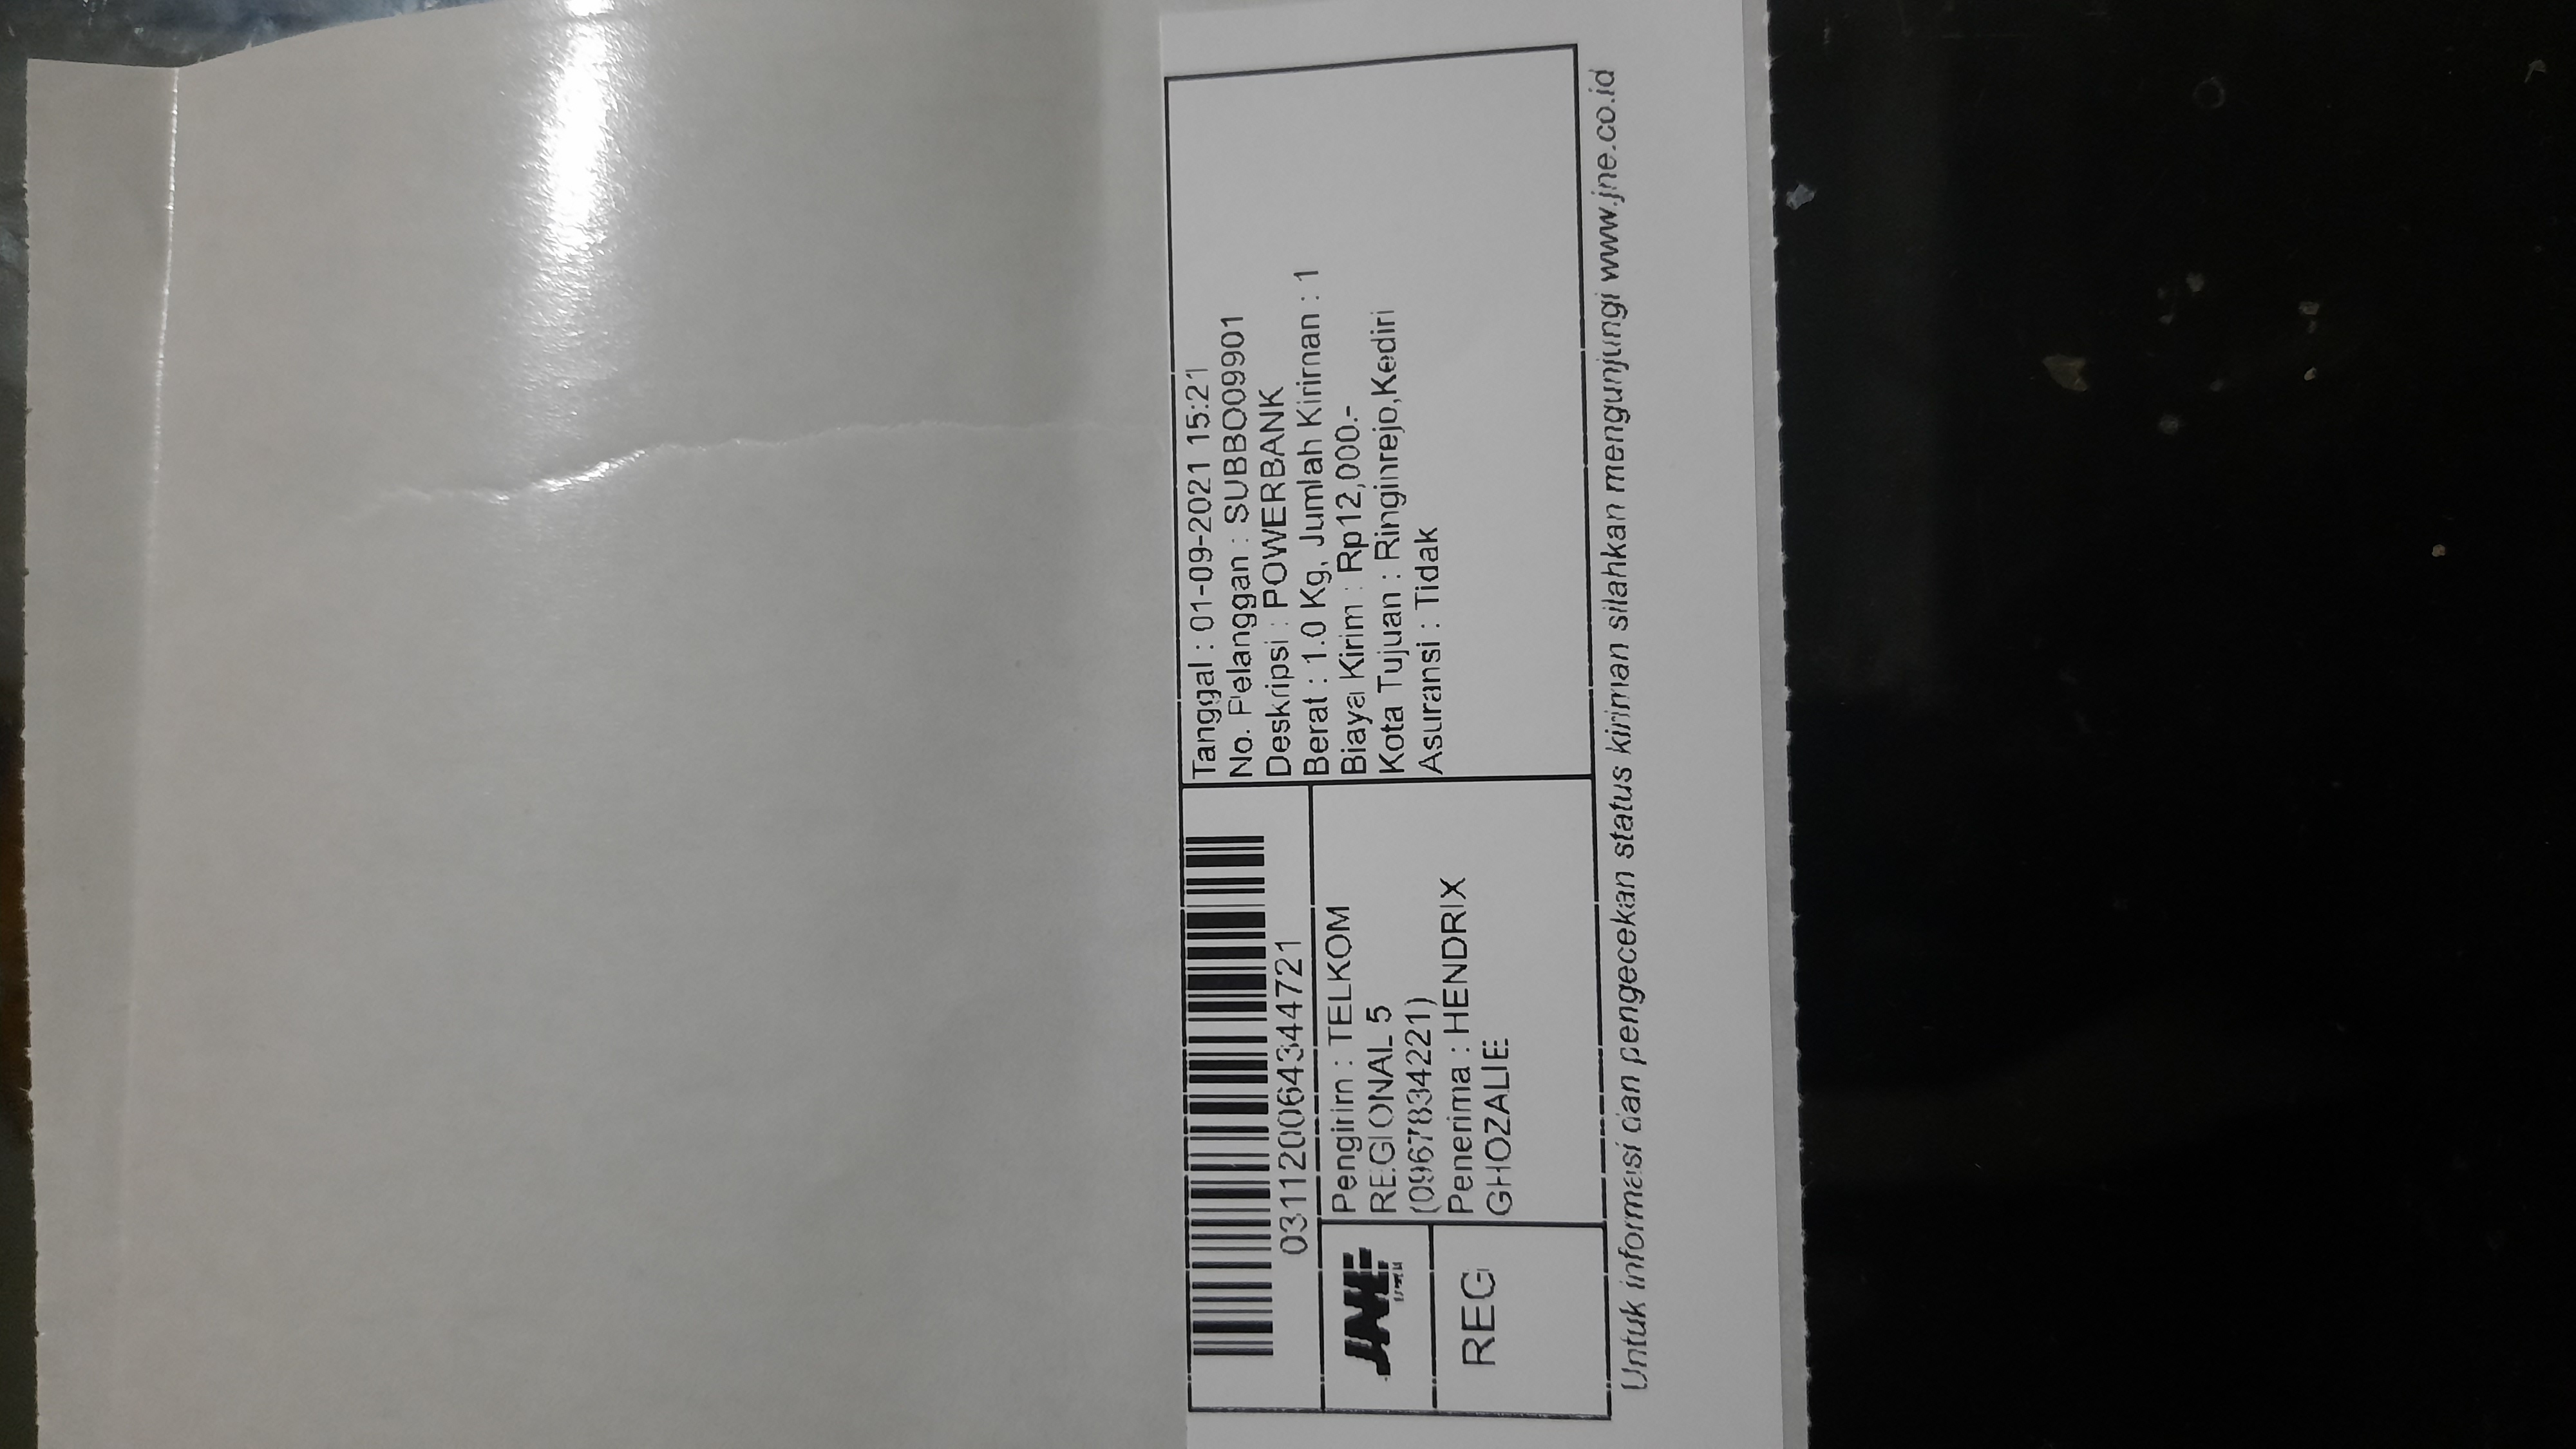 031120064344721
JNE
REG
Pengirim : TELKOM
REGIONAL 5
(0967834221)
Penerima : HENDRIX
GHOZALIE
Tanggal : 01-09-2021 15:21
No. Pelanggan : SUBBO09901
Deskripsi : POWERBANK
Berat : 1.0 Kg, Jumlah Kiriman : 1
Biaya Kirim : Rp12,000.-
Kota Tujuan : Ringinrejo,Kediri
Asuransi : Tidak
Untuk informasi dan pengecekan status kiriman silahkan mengunjungi www.jne.co.id